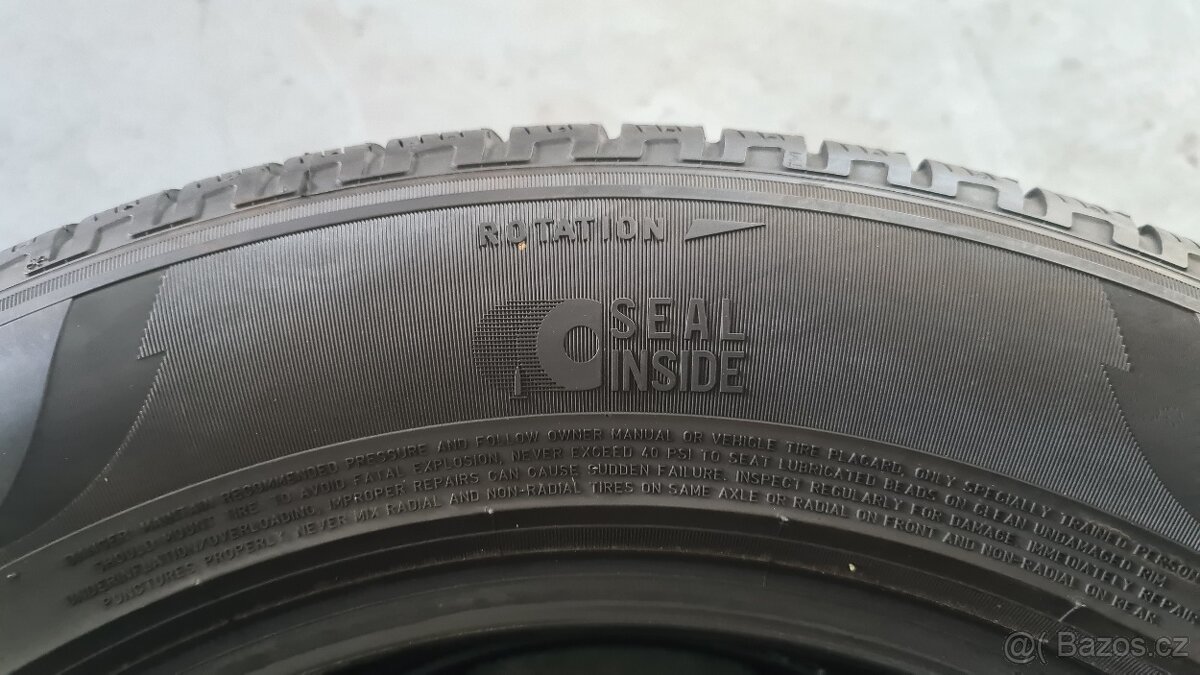 ROTATION
SEAL
INSIDE
DANGER: MAINTAIN RECOMMENDED PRESSURE AND FOLLOW OWNER MANUAL OR VEHICLE TIRE PLACARD. ONLY SPECIALLY TRAINED PERSONS
SHOULD MOUNT TIRE TO AVOID FATAL EXPLOSION. NEVER EXCEED 40 PSI TO SEAT LUBRICATED BEADS ON CLEAN UNDAMAGED RIM
UNDERINFLATION/OVERLOADING, IMPROPER REPAIRS CAN CAUSE SUDDEN FAILURE. INSPECT REGULARLY FOR DAMAGE. IMMEDIATELY REPAIR
PUNCTURES PROPERLY. NEVER MIX RADIAL AND NON-RADIAL TIRES ON SAME AXLE OR RADIAL ON FRONT AND NON-RADIAL ON REAR.
@( Bazos.cz